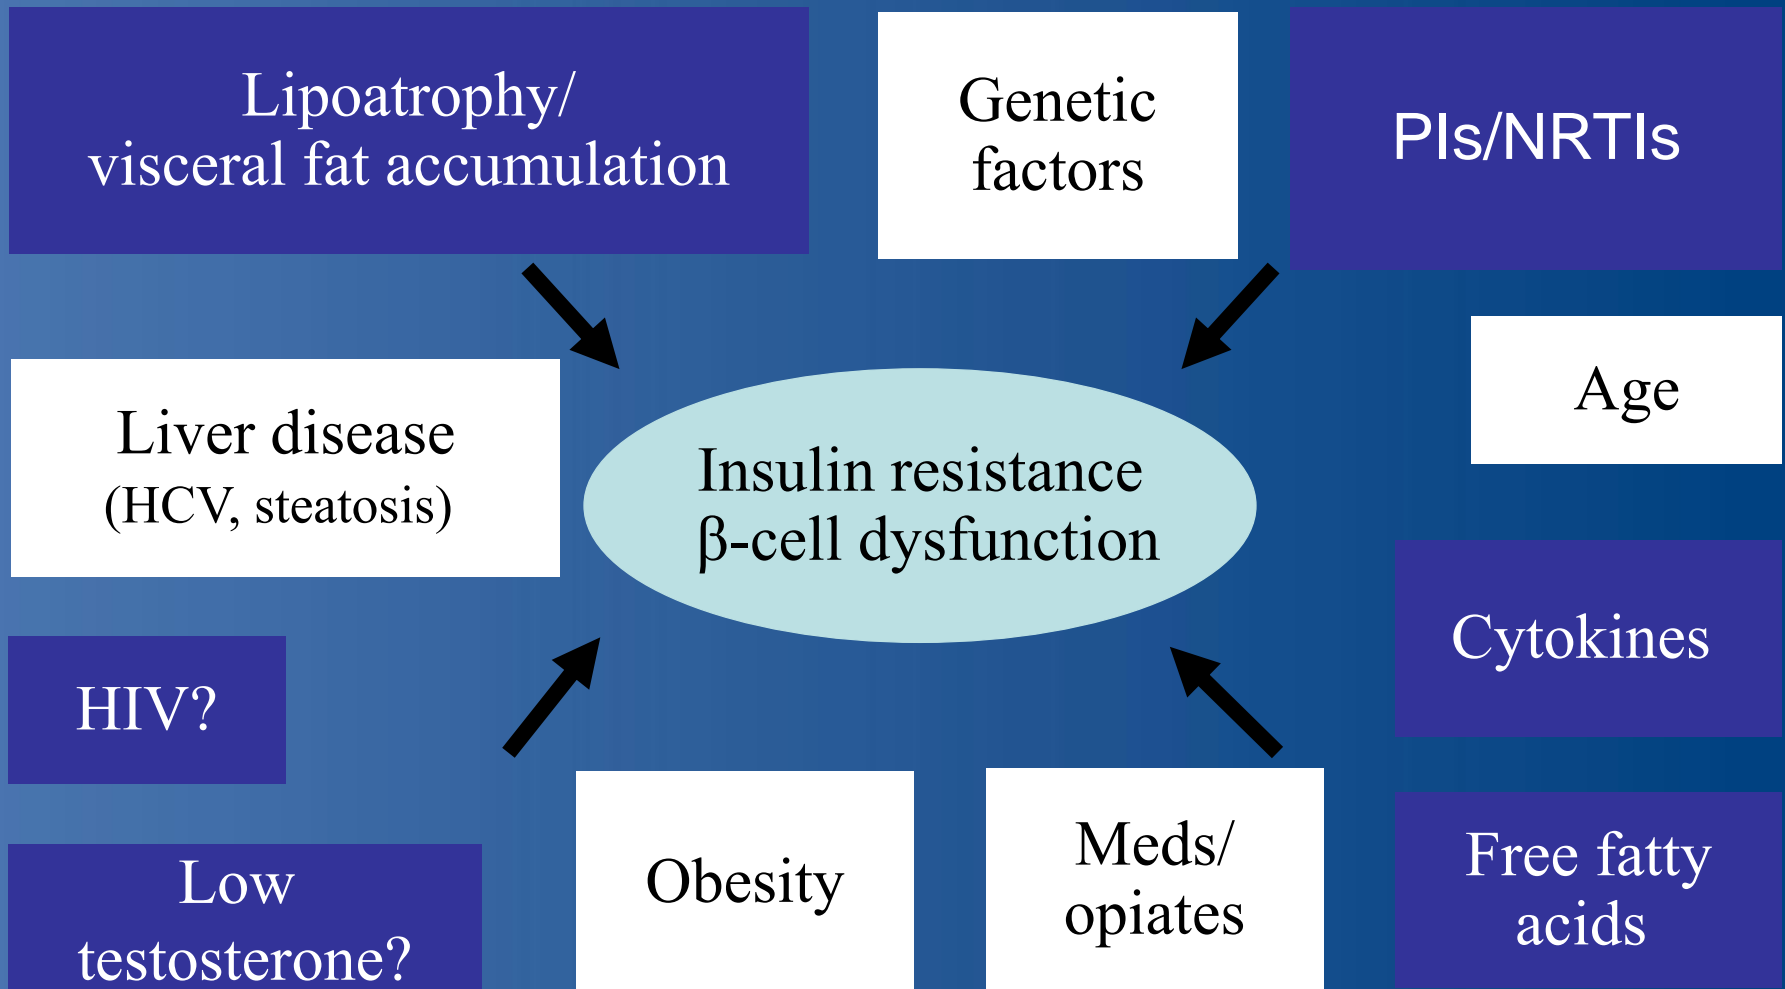 Lipoatrophy/
visceral fat accumulation
Genetic
factors
PIs/NRTIs
Liver disease
(HCV, steatosis)
Insulin resistance
β-cell dysfunction
Age
HIV?
Cytokines
Low
testosterone?
Obesity
Meds/
opiates
Free fatty
acids